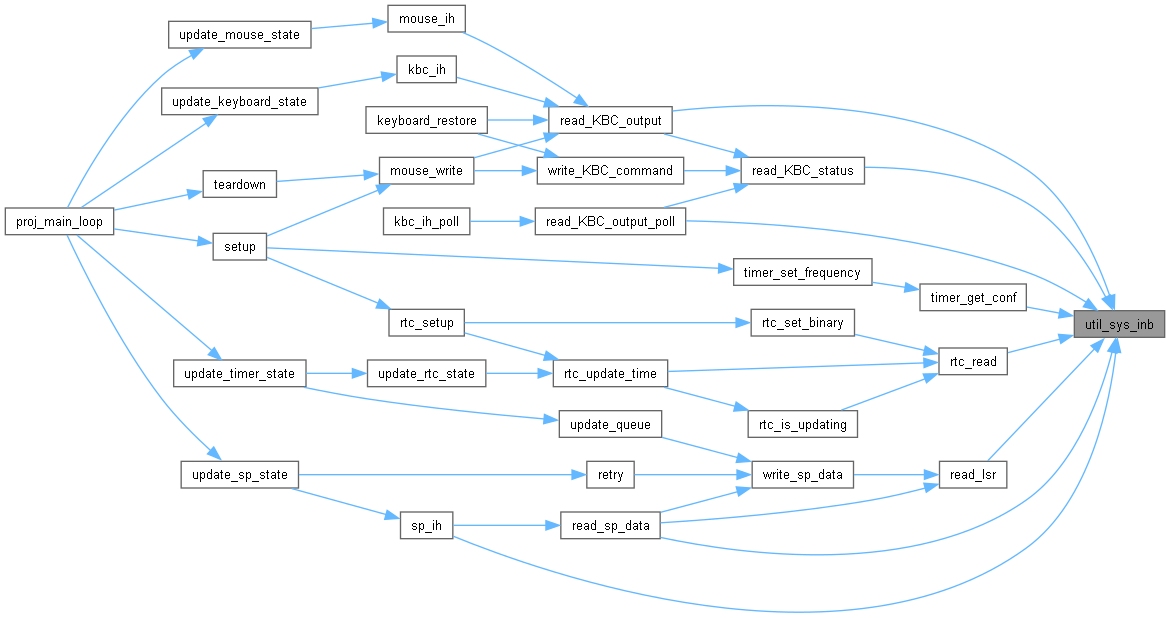 mouse_ih
update_mouse_state
kbc_ih
update_keyboard_state
keyboard_restore
read_KBC_output
mouse_write
write_KBC_command
read_KBC_status
teardown
proj_main_loop
kbc_ih_poll
read_KBC_output_poll
setup
timer_set_frequency
timer_get_conf
rtc_setup
rtc_set_binary
util_sys_inb
rtc_read
update_timer_state
update_rtc_state
rtc_update_time
update_queue
rtc_is_updating
update_sp_state
retry
write_sp_data
read_lsr
sp_ih
read_sp_data